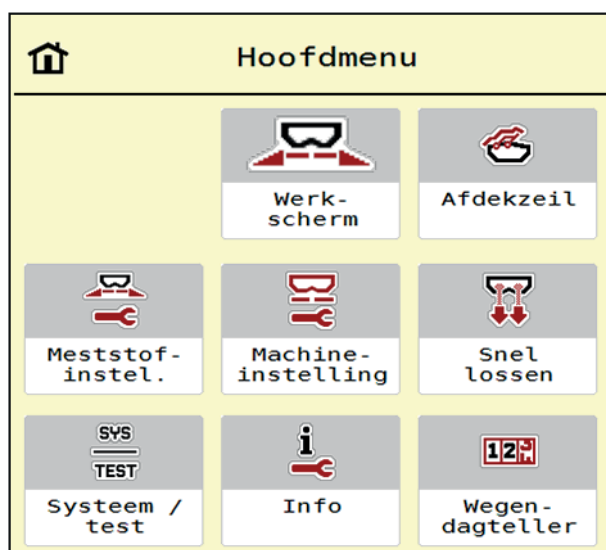 Hoofdmenu
Werk-
scherm
Afdekzeil
Meststof-
instel.
Machine-
instelling
Snel
lossen
SYS
TEST
Systeem /
test
i
Info
12
Wegen-
dagteller